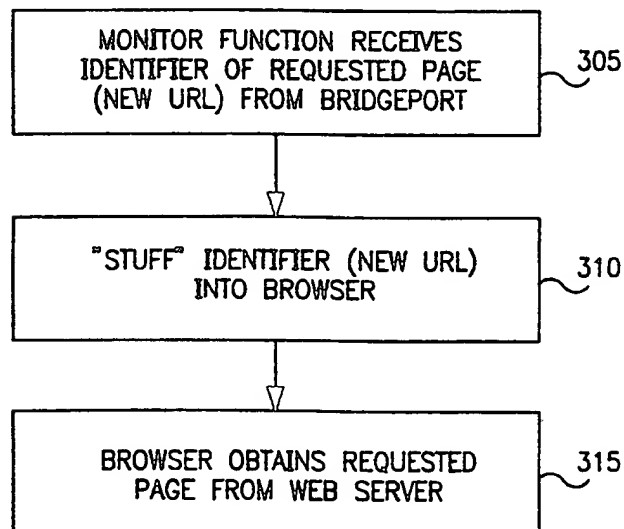 MONITOR FUNCTION RECEIVES
IDENTIFIER OF REQUESTED PAGE
(NEW URL) FROM BRIDGEPORT
305
"STUFF" IDENTIFIER (NEW URL)
INTO BROWSER
310
BROWSER OBTAINS REQUESTED
PAGE FROM WEB SERVER
315